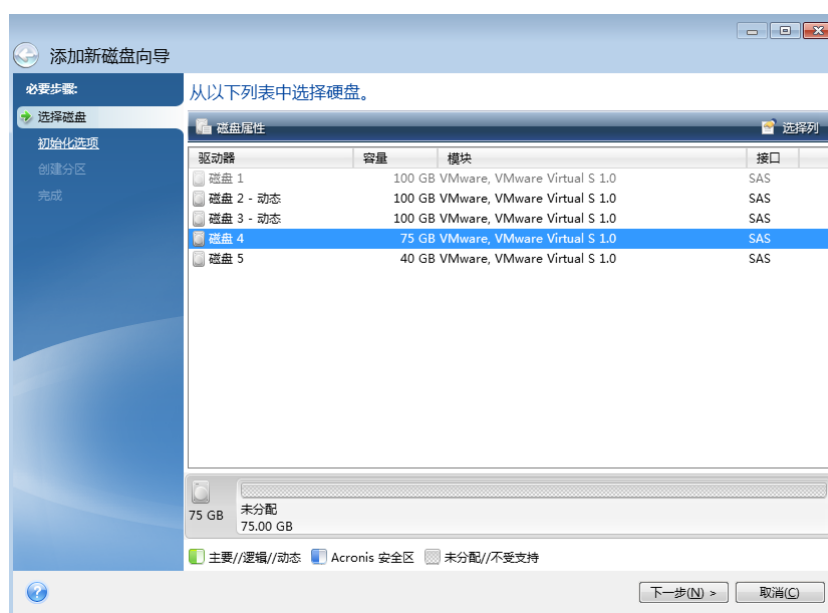 添加新磁盘向导
必要步骤:
选择磁盘
初始化选项
创建分区
完成
从以下列表中选择硬盘。
磁盘属性 选择列
驱动器 容量 模块 接口
磁盘 1 100 GB VMware, VMware Virtual S 1.0 SAS
磁盘 2 - 动态 100 GB VMware, VMware Virtual S 1.0 SAS
磁盘 3 - 动态 100 GB VMware, VMware Virtual S 1.0 SAS
磁盘 4 75 GB VMware, VMware Virtual S 1.0 SAS
磁盘 5 40 GB VMware, VMware Virtual S 1.0 SAS
75 GB
未分配
75.00 GB
主要//逻辑//动态 Acronis 安全区 未分配//不受支持
下一步(N) > 取消(C)